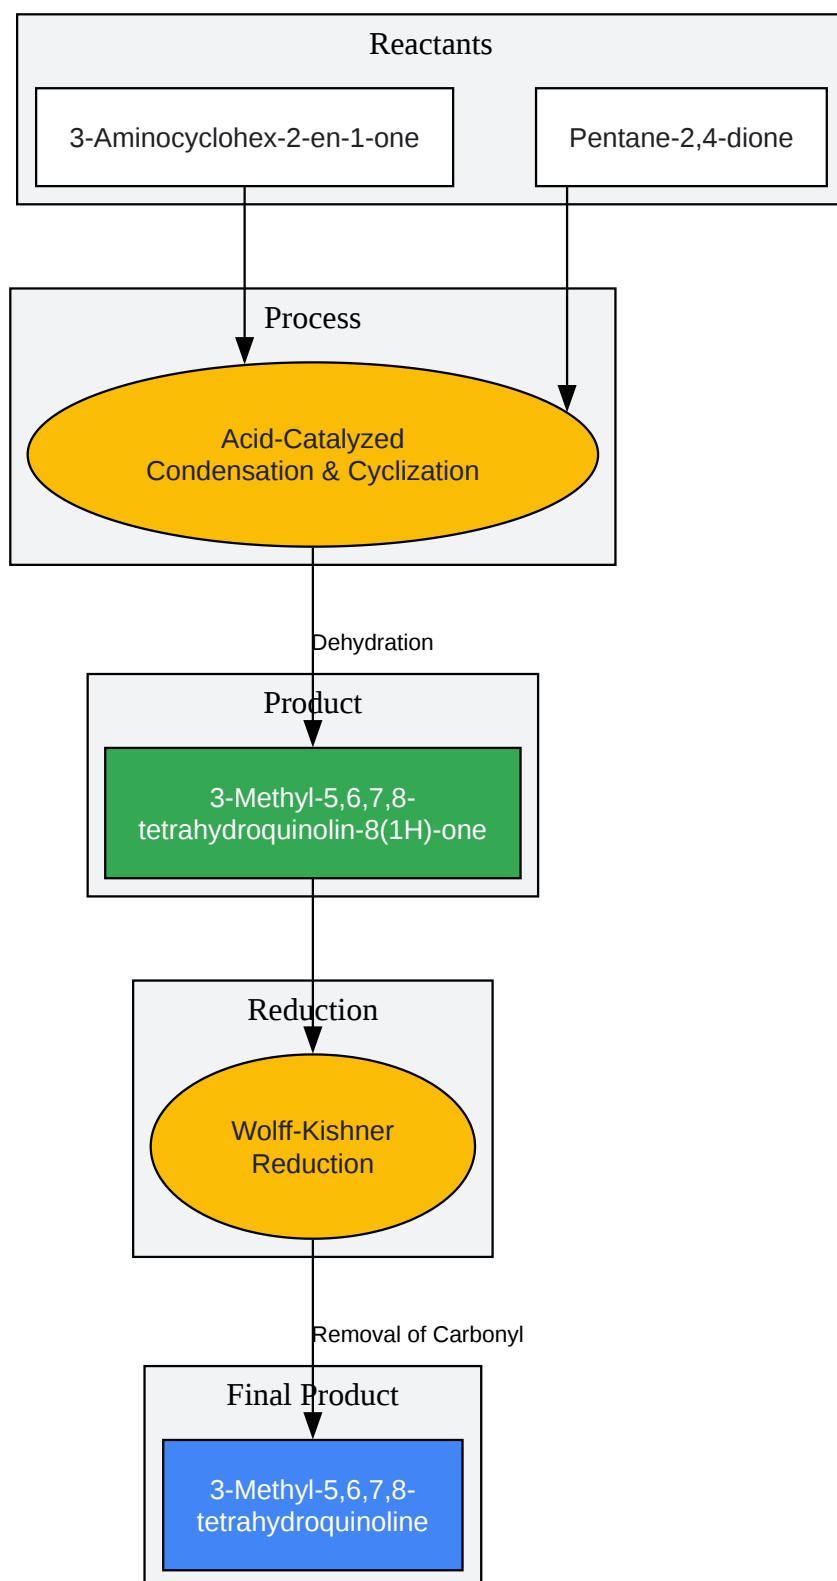 Reactants
3-Aminocyclohex-2-en-1-one
Pentane-2,4-dione
Process
Acid-Catalyzed
Condensation & Cyclization
Dehydration
Product
3-Methyl-5,6,7,8-
tetrahydroquinolin-8(1H)-one
Reduction
Wolff-Kishner
Reduction
Removal of Carbonyl
Final Product
3-Methyl-5,6,7,8-
tetrahydroquinoline